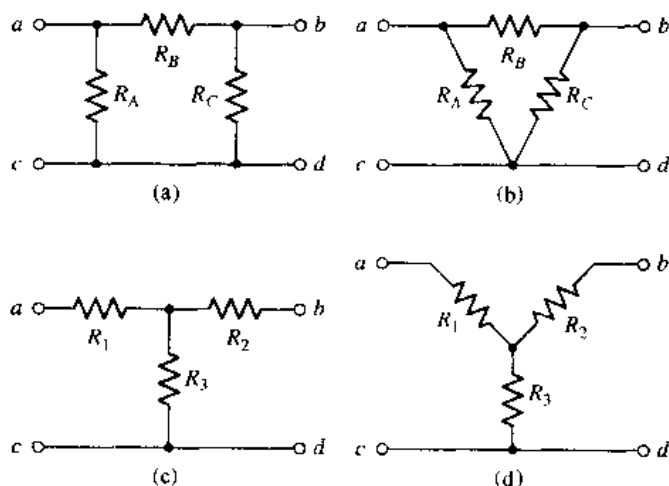 a b a b
R_B R_B
R_A R_C R_A R_C
c d c d
(a) (b)
a b a b
R_1 R_2 R_1 R_2
R_3 R_3
c d c d
(c) (d)